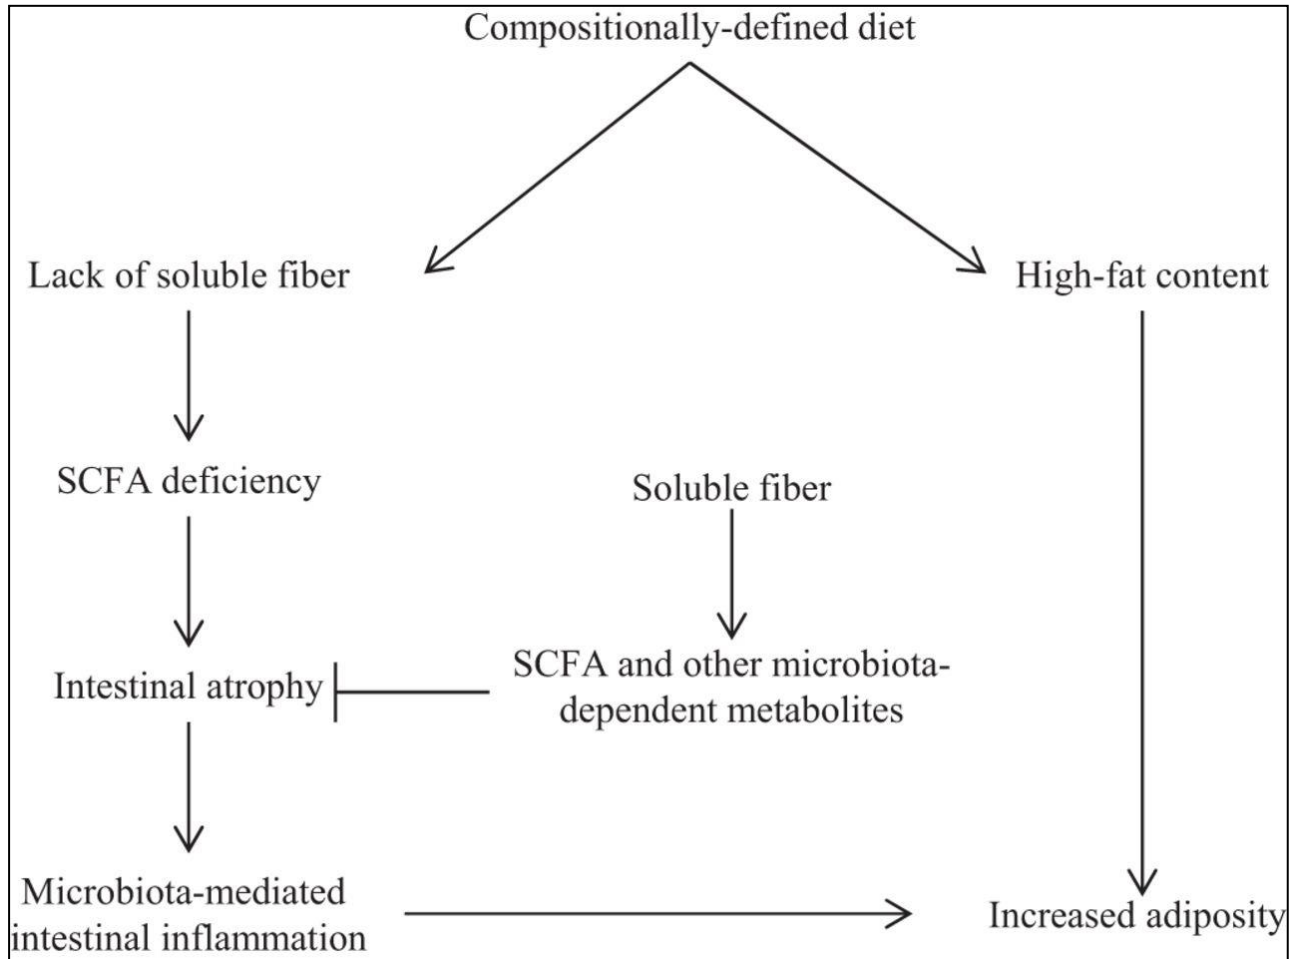 Compositionally-defined diet
Lack of soluble fiber
High-fat content
SCFA deficiency
Soluble fiber
Intestinal atrophy
SCFA and other microbiota-
dependent metabolites
Microbiota-mediated
intestinal inflammation
Increased adiposity